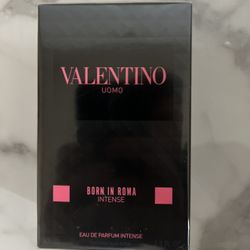 VALENTINO
UOMO
BORN IN ROMA
INTENSE
EAU DE PARFUM INTENSE